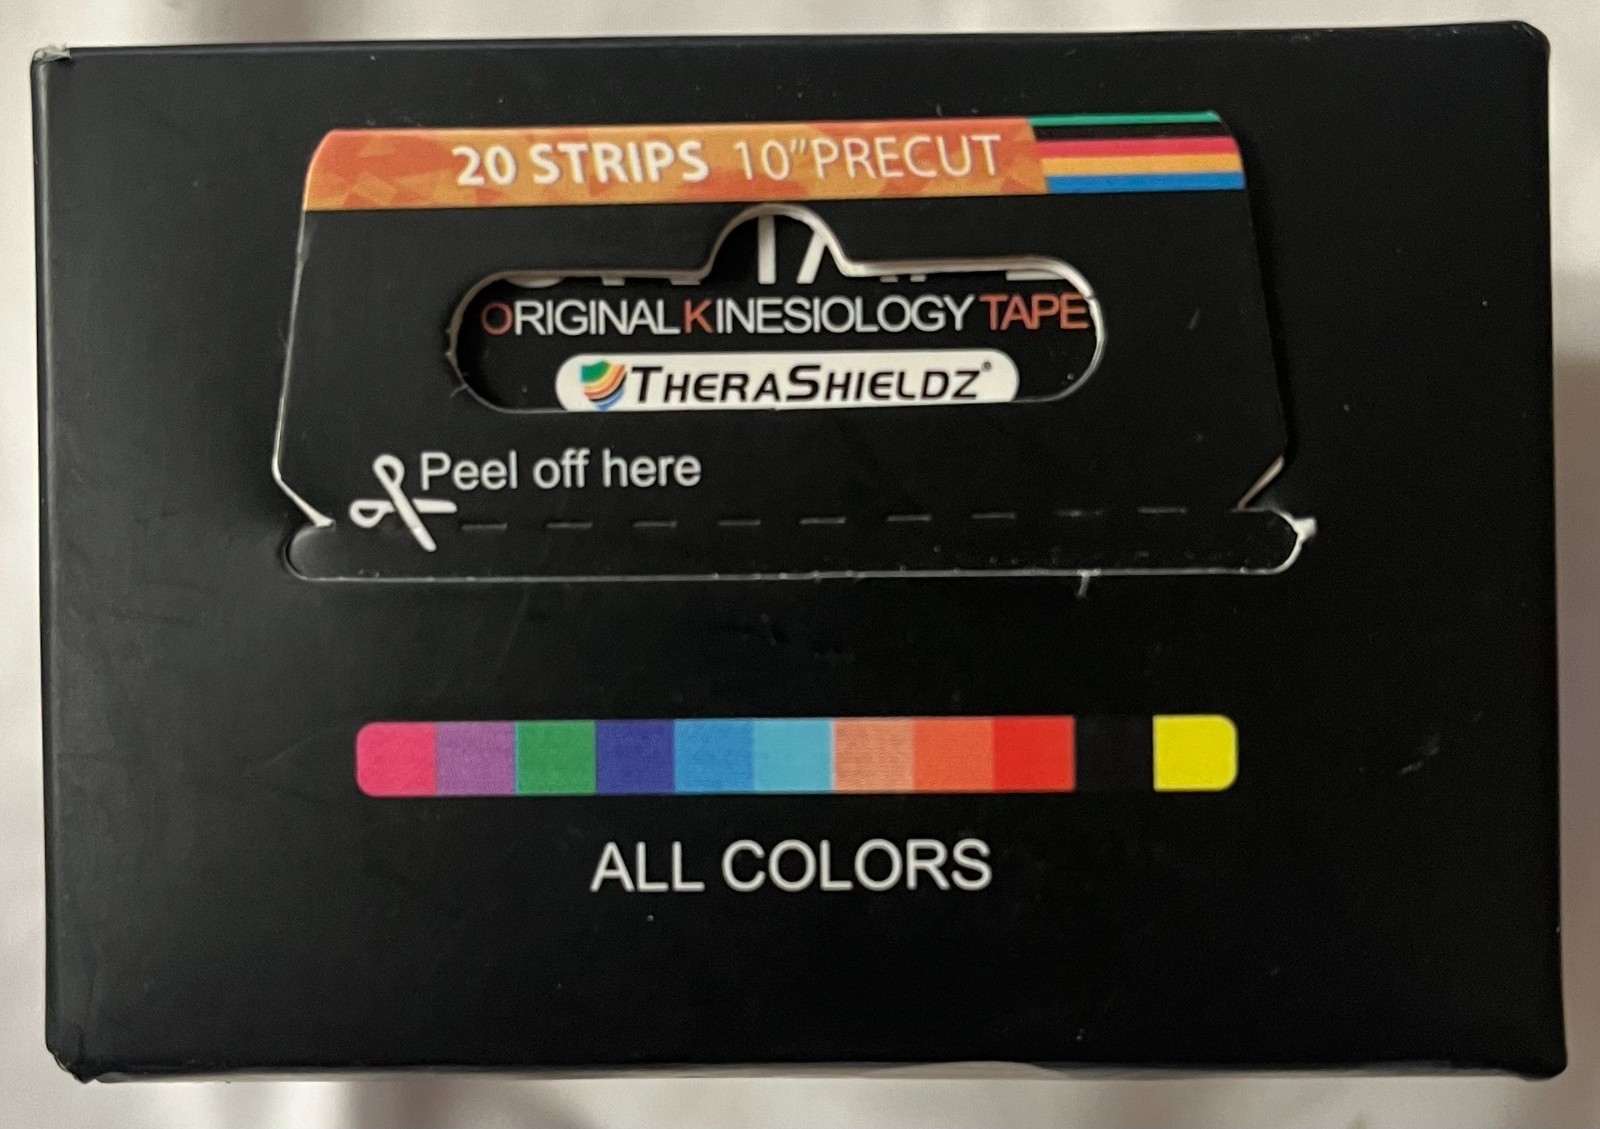 20 STRIPS 10"PRECUT
ORIGINAL KINESIOLOGY TAPE
THERASHIELDZ®
Peel off here
ALL COLORS